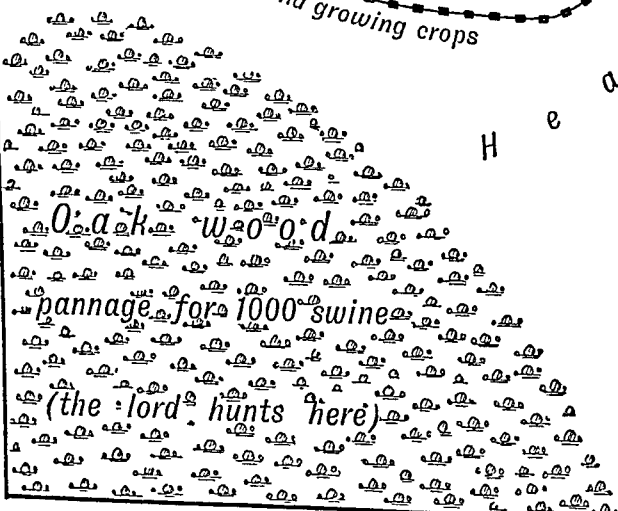 growing crops
H e a
Oak wood
pannage for 1000 swine
(the lord hunts here)